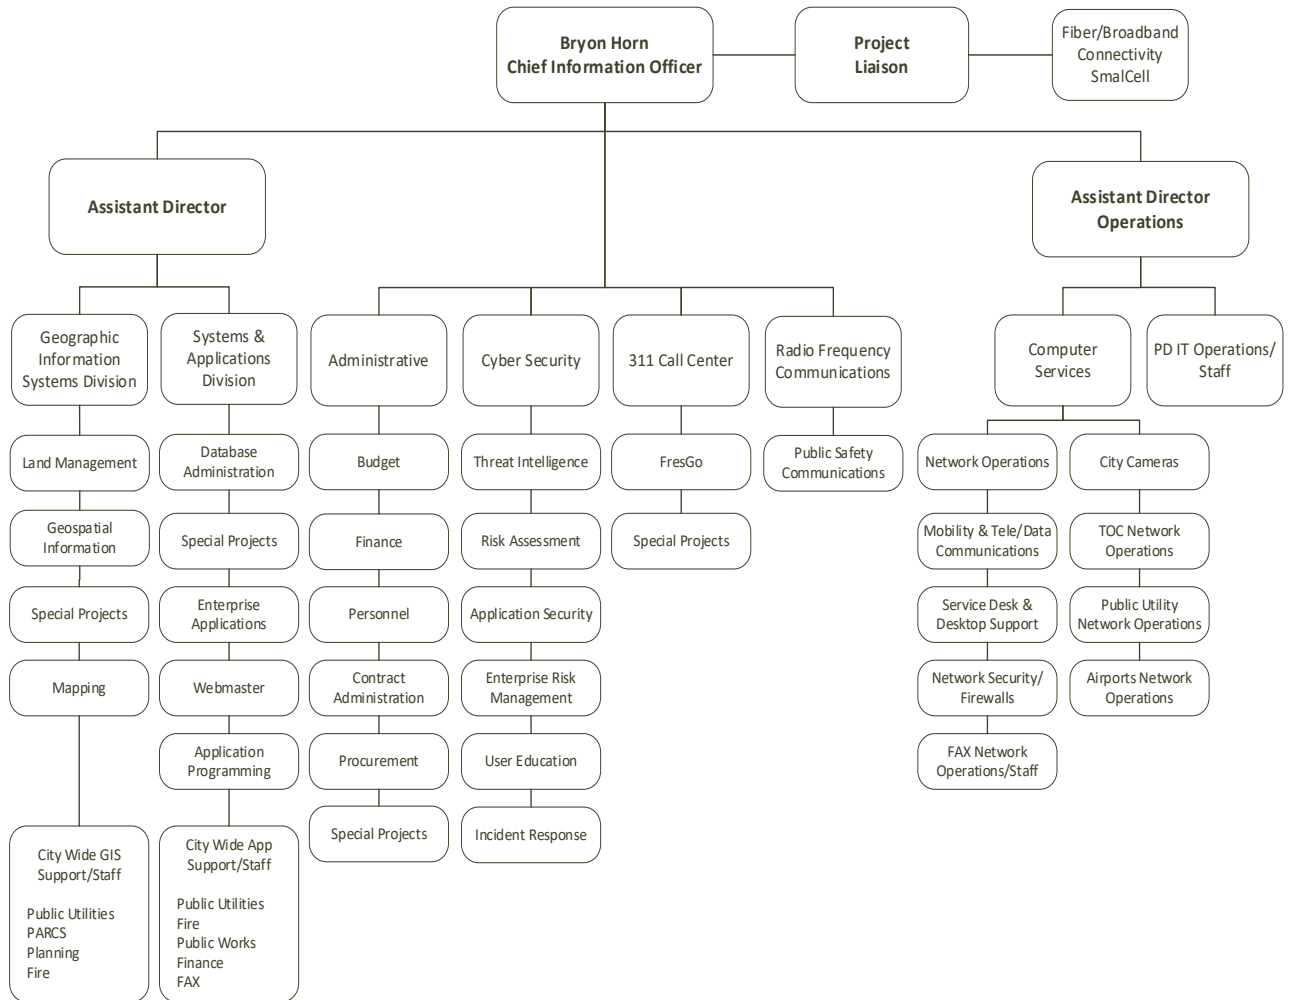 Bryon Horn
Chief Information Officer
Project
Liaison
Fiber/Broadband
Connectivity
SmalCell
Assistant Director
Assistant Director
Operations
Geographic
Information
Systems Division
Systems &
Applications
Division
Administrative
Cyber Security
311 Call Center
Radio Frequency
Communications
Computer
Services
PD IT Operations/
Staff
Land Management
Database
Administration
Budget
Threat Intelligence
FresGo
Public Safety
Communications
Network Operations
City Cameras
Geospatial
Information
Special Projects
Finance
Risk Assessment
Special Projects
Mobility & Tele/Data
Communications
TOC Network
Operations
Special Projects
Enterprise
Applications
Personnel
Application Security
Service Desk &
Desktop Support
Public Utility
Network Operations
Mapping
Webmaster
Contract
Administration
Enterprise Risk
Management
Network Security/
Firewalls
Airports Network
Operations
Application
Programming
Procurement
User Education
FAX Network
Operations/Staff
Special Projects
Incident Response
City Wide GIS
Support/Staff
Public Utilities
PARCS
Planning
Fire
City Wide App
Support/Staff
Public Utilities
Fire
Public Works
Finance
FAX